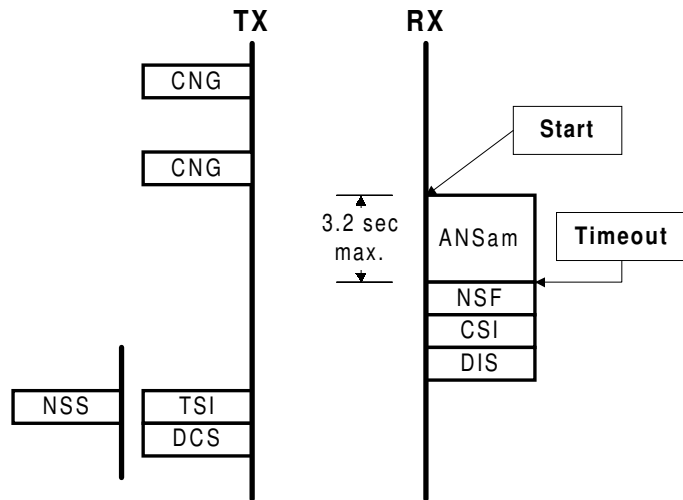 TX
RX
CNG
Start
CNG
3.2 sec
max.
ANSam
Timeout
NSF
CSI
DIS
NSS
TSI
DCS